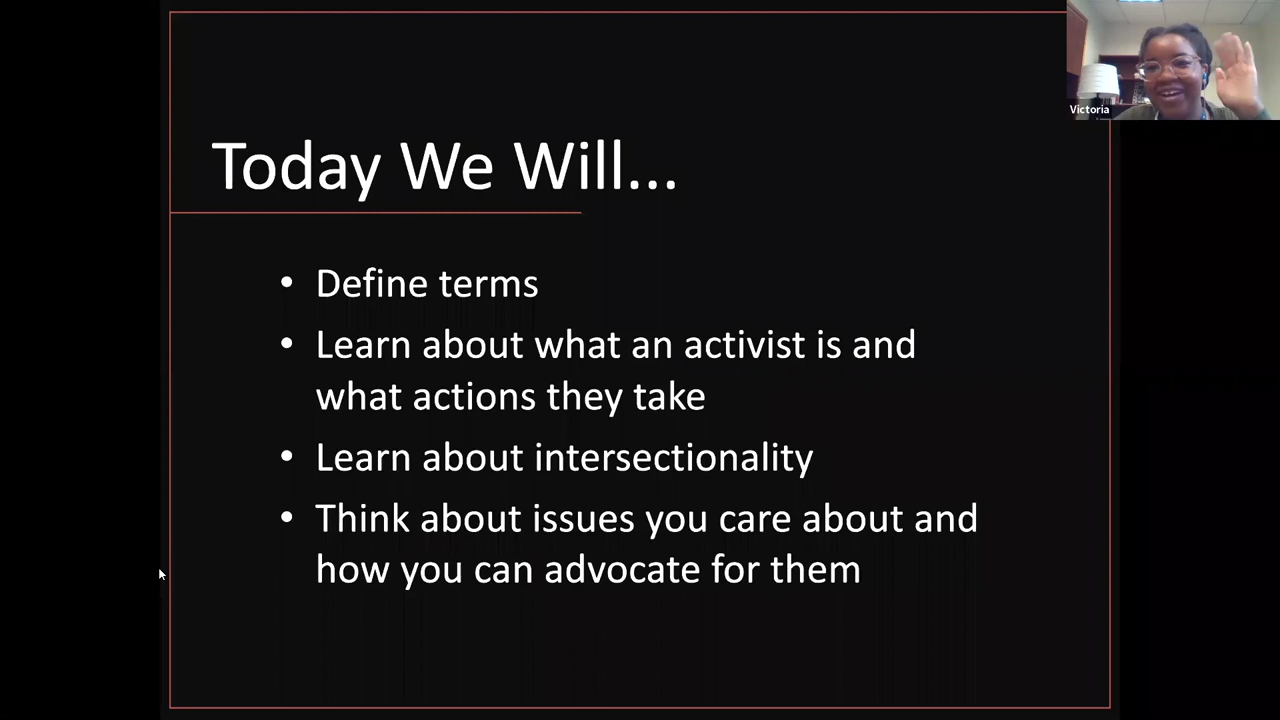 Victoria
Today We Will...
• Define terms
• Learn about what an activist is and
what actions they take
• Learn about intersectionality
• Think about issues you care about and
how you can advocate for them